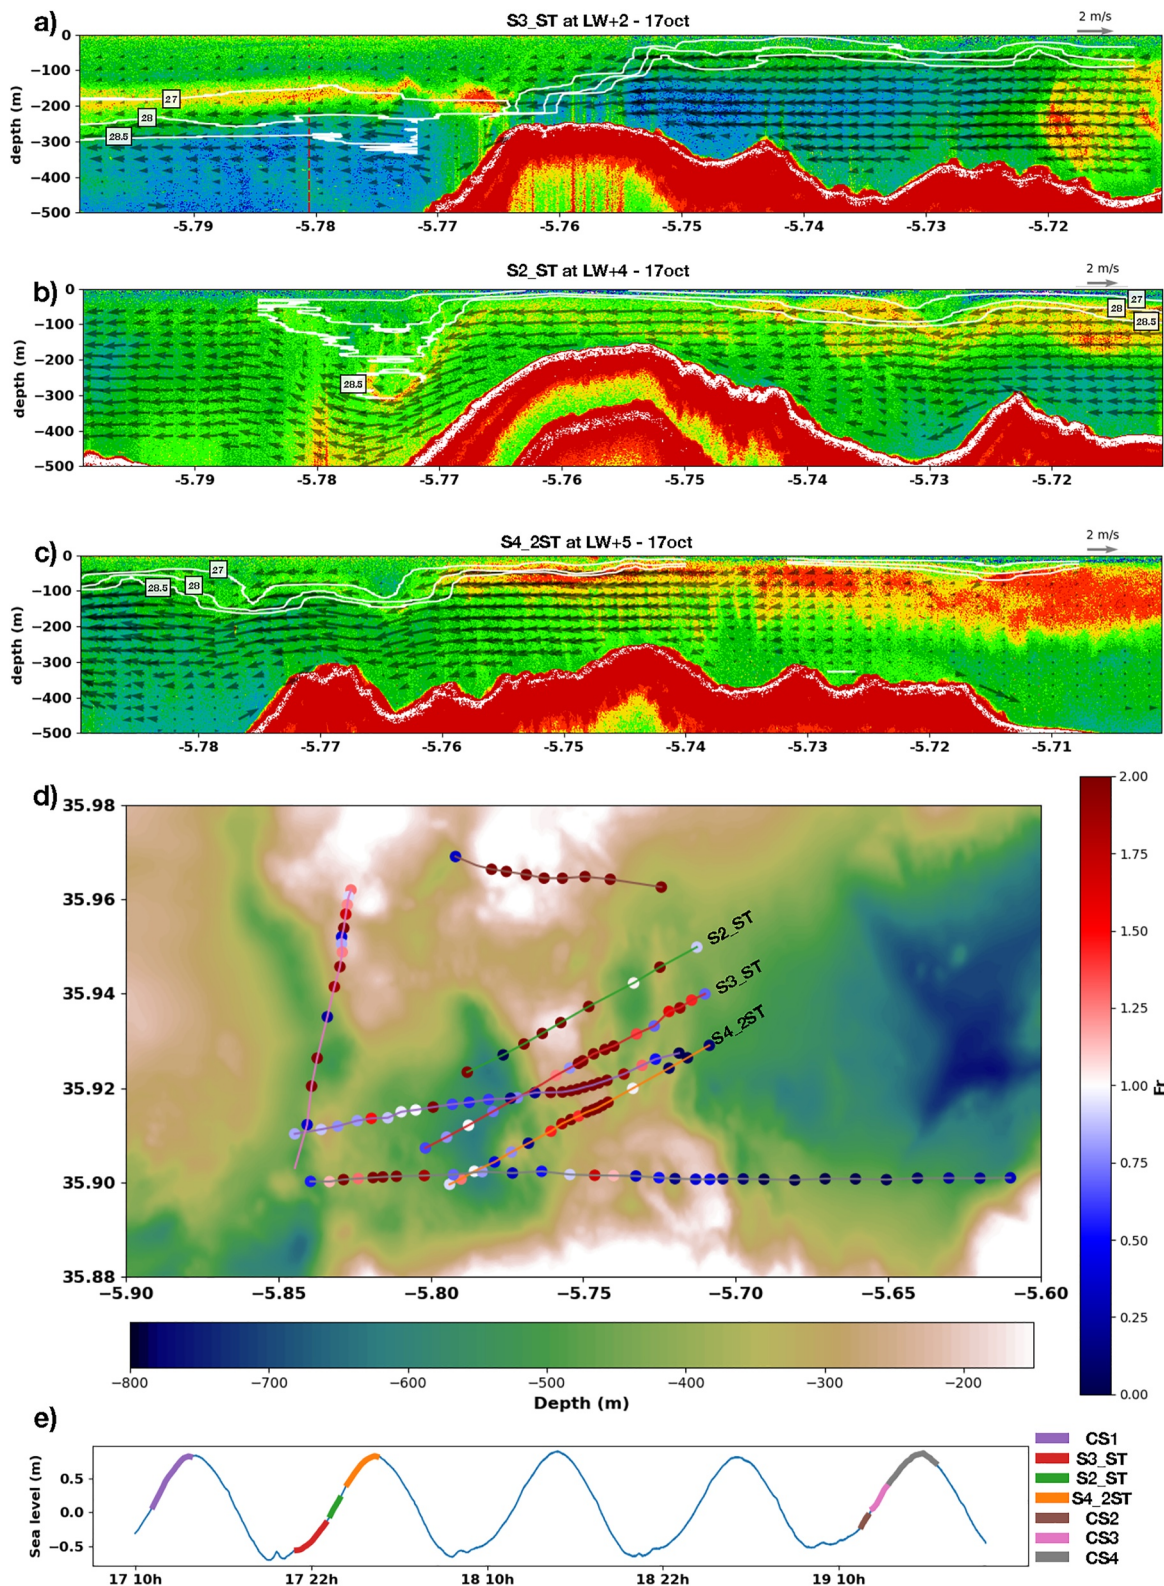 a)
S3_ST at LW+2 - 17oct
2 m/s
depth (m)
0
−100
−200
−300
−400
−500
27
28
28.5
-5.79
-5.78
-5.77
-5.76
-5.75
-5.74
-5.73
-5.72
b)
S2_ST at LW+4 - 17oct
2 m/s
depth (m)
0
−100
−200
−300
−400
−500
28.5
27
28
28.5
-5.79
-5.78
-5.77
-5.76
-5.75
-5.74
-5.73
-5.72
c)
S4_2ST at LW+5 - 17oct
2 m/s
depth (m)
0
−100
−200
−300
−400
−500
27
28.5
28
-5.78
-5.77
-5.76
-5.75
-5.74
-5.73
-5.72
-5.71
d)
35.98
35.96
35.94
35.92
35.90
35.88
S2_ST
S3_ST
S4_2ST
−5.90
−5.85
−5.80
−5.75
−5.70
−5.65
−5.60
2.00
1.75
1.50
1.25
1.00
0.75
0.50
0.25
0.00
Fr
−800
−700
−600
−500
−400
−300
−200
Depth (m)
e)
Sea level (m)
0.5
0.0
−0.5
17 10h
17 22h
18 10h
18 22h
19 10h
CS1
S3_ST
S2_ST
S4_2ST
CS2
CS3
CS4